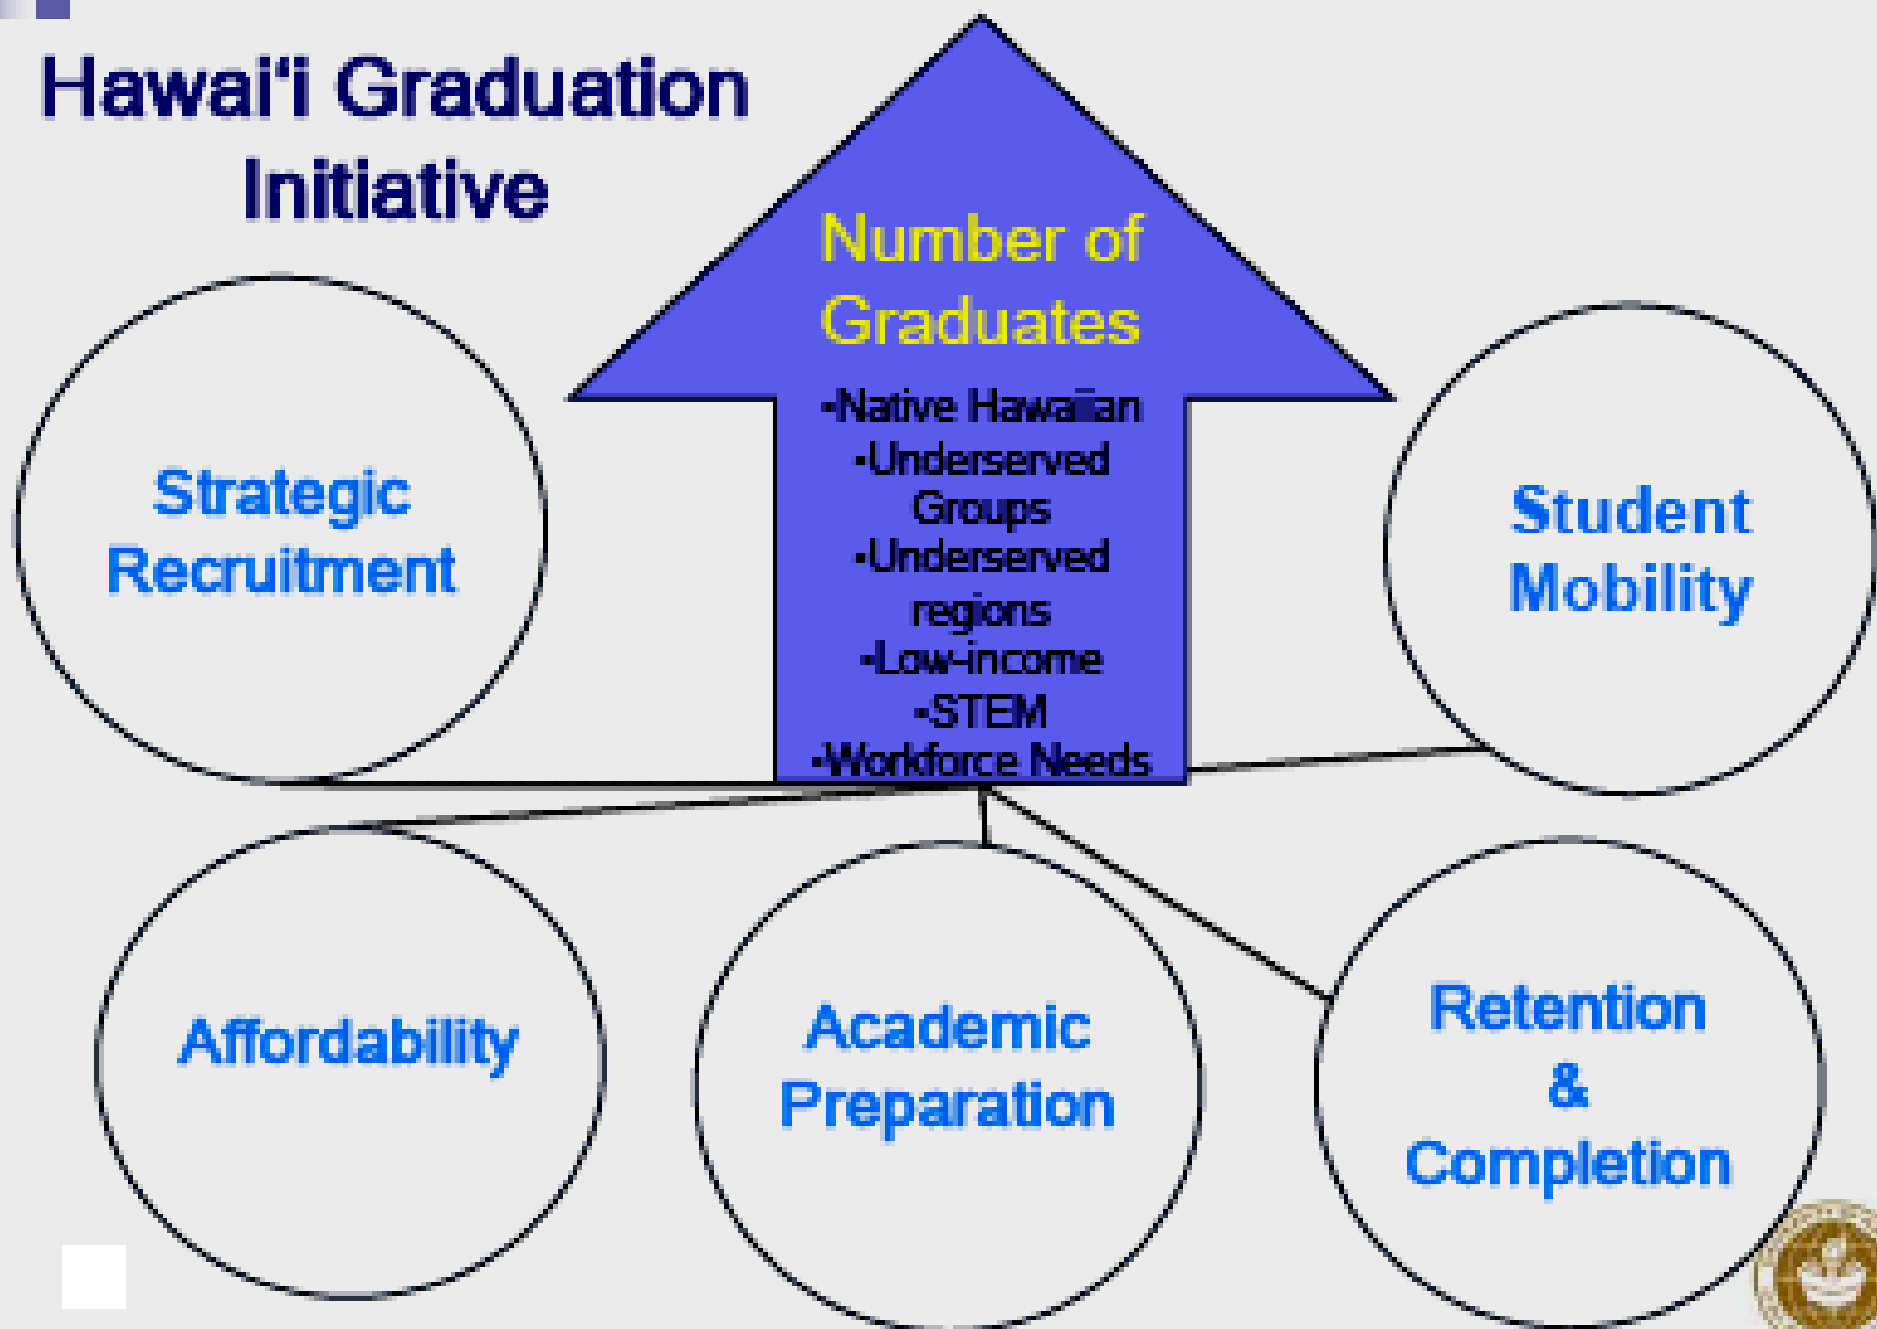 Hawai‘i Graduation
Initiative
Number of
Graduates
▪Native Hawaiian
▪Underserved
Groups
▪Underserved
regions
▪Low-income
▪STEM
▪Workforce Needs
Strategic
Recruitment
Student
Mobility
Affordability
Academic
Preparation
Retention
&
Completion